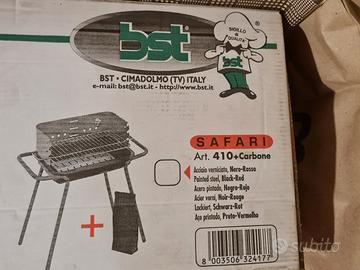 bst
SIGILLO di QUALITÀ
BST • CIMADOLMO (TV) ITALY
e-mail: bst@bst.it - http://www.bst.it
SAFARI
Art. 410+Carbone
Acciaio verniciato, Nero-Rosso
Painted steel, Black-Red
Acero pintado, Negro-Rojo
Acier verni, Noir-Rouge
Lackiert, Schwarz-Rot
Aço pintado, Preto-Vermelho
+
8 003506 324177
subito